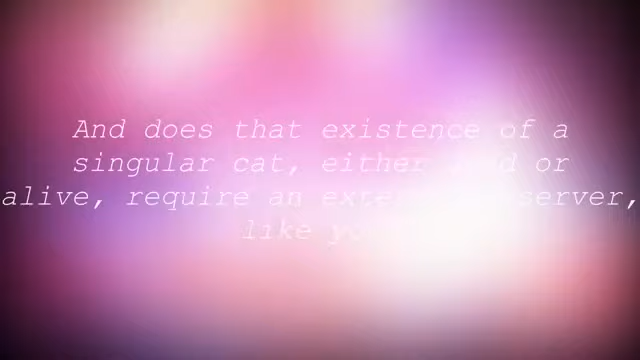 And does that existence of a
singular cat, either or
alive, require an
like